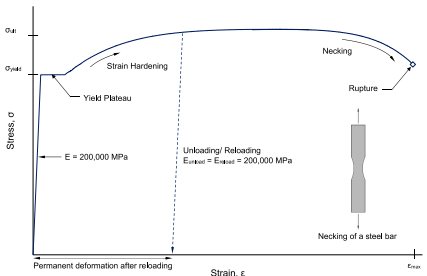 σult
σyield
Stress, σ
Strain Hardening
Yield Plateau
E = 200,000 MPa
Unloading/ Reloading
Eunload = Ereload = 200,000 MPa
Necking
Rupture
Necking of a steel bar
Permanent deformation after reloading
Strain, ε
εmax